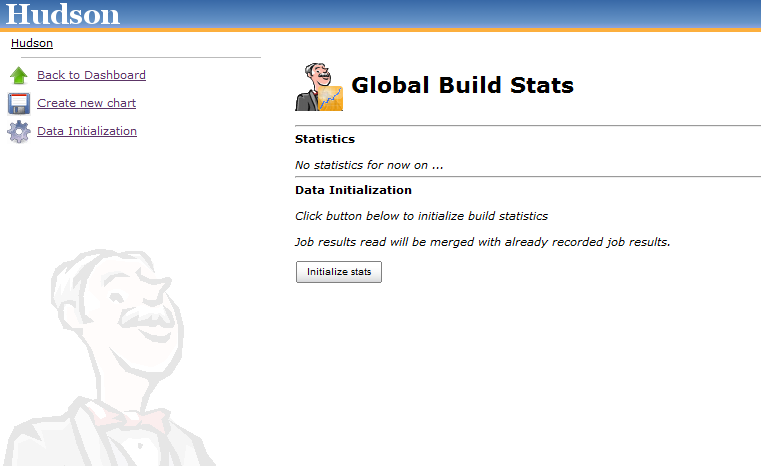 Hudson
Hudson
Back to Dashboard
Create new chart
Data Initialization
Global Build Stats
Statistics
No statistics for now on ...
Data Initialization
Click button below to initialize build statistics
Job results read will be merged with already recorded job results.
Initialize stats